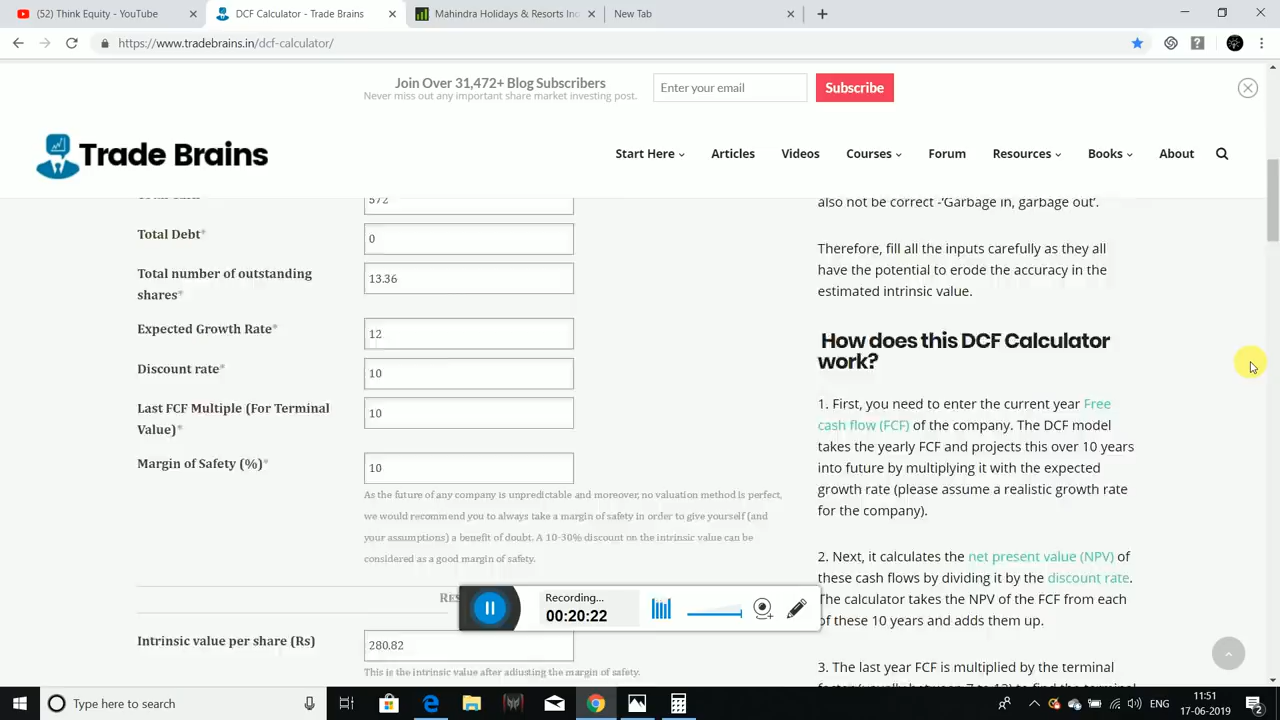 (52) Think Equity - YouTube
DCF Calculator - Trade Brains
Mahindra Holidays & Resorts Inc
New Tab
https://www.tradebrains.in/dcf-calculator/
Join Over 31,472+ Blog Subscribers
Never miss out any important share market investing post.
Enter your email
Subscribe
Trade Brains
Start Here
Articles
Videos
Courses
Forum
Resources
Books
About
572
Total Debt*
0
Total number of outstanding
shares*
13.36
Expected Growth Rate*
12
Discount rate*
10
Last FCF Multiple (For Terminal
Value)*
10
Margin of Safety (%)*
10
As the future of any company is unpredictable and moreover, no valuation method is perfect,
we would recommend you to always take a margin of safety in order to give yourself (and
your assumptions) a benefit of doubt. A 10-30% discount on the intrinsic value can be
considered as a good margin of safety.
Intrinsic value per share (Rs)
280.82
This is the intrinsic value after adjusting the margin of safety.
also not be correct -'Garbage in, garbage out'.
Therefore, fill all the inputs carefully as they all
have the potential to erode the accuracy in the
estimated intrinsic value.
How does this DCF Calculator
work?
1. First, you need to enter the current year Free
cash flow (FCF) of the company. The DCF model
takes the yearly FCF and projects this over 10 years
into future by multiplying it with the expected
growth rate (please assume a realistic growth rate
for the company).
2. Next, it calculates the net present value (NPV) of
these cash flows by dividing it by the discount rate.
The calculator takes the NPV of the FCF from each
of these 10 years and adds them up.
3. The last year FCF is multiplied by the terminal
Recording...
00:20:22
Type here to search
ENG
11:51
17-06-2019
2